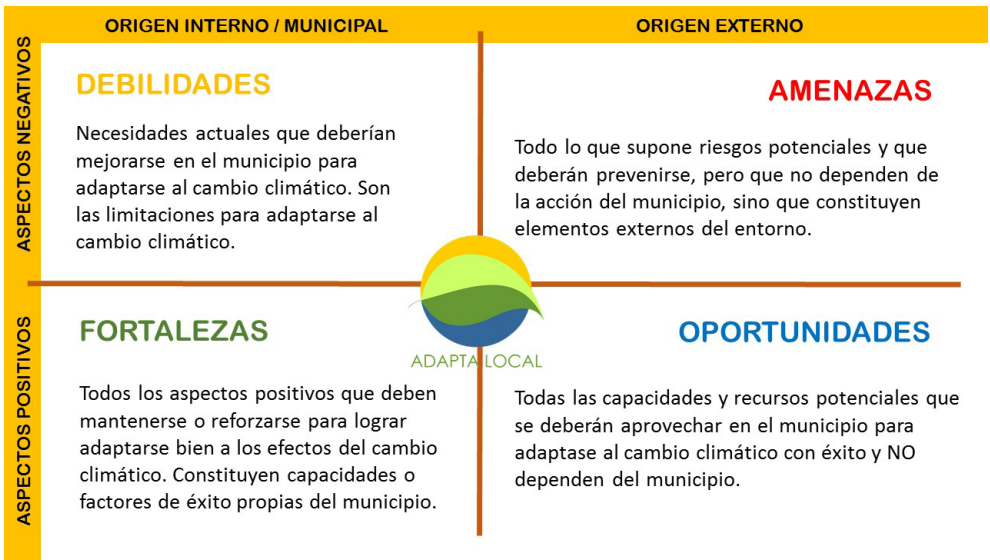 ORIGEN INTERNO / MUNICIPAL
ORIGEN EXTERNO
ASPECTOS NEGATIVOS
DEBILIDADES
Necesidades actuales que deberían
mejorarse en el municipio para
adaptarse al cambio climático. Son
las limitaciones para adaptarse al
cambio climático.
AMENAZAS
Todo lo que supone riesgos potenciales y que
deberán prevenirse, pero que no dependen de
la acción del municipio, sino que constituyen
elementos externos del entorno.
ADAPTA LOCAL
ASPECTOS POSITIVOS
FORTALEZAS
Todos los aspectos positivos que deben
mantenerse o reforzarse para lograr
adaptarse bien a los efectos del cambio
climático. Constituyen capacidades o
factores de éxito propias del municipio.
OPORTUNIDADES
Todas las capacidades y recursos potenciales que
se deberán aprovechar en el municipio para
adaptase al cambio climático con éxito y NO
dependen del municipio.